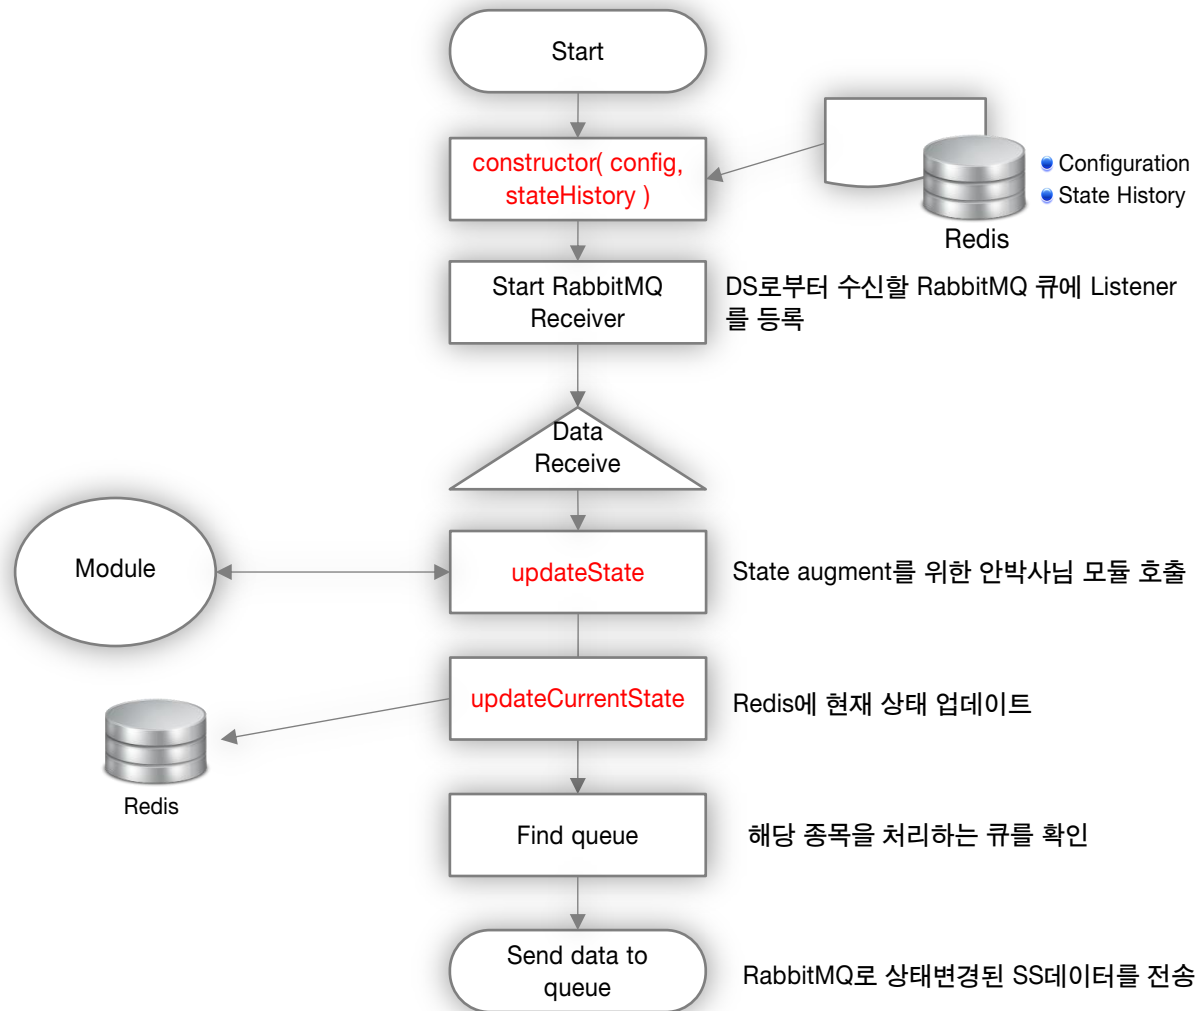 Start
constructor( config,
stateHistory )
Configuration
State History
Redis
Start RabbitMQ
Receiver
DS로부터 수신할 RabbitMQ 큐에 Listener
를 등록
Data
Receive
Module
updateState
State augment를 위한 안박사님 모듈 호출
updateCurrentState
Redis에 현재 상태 업데이트
Redis
Find queue
해당 종목을 처리하는 큐를 확인
Send data to
queue
RabbitMQ로 상태변경된 SS데이터를 전송